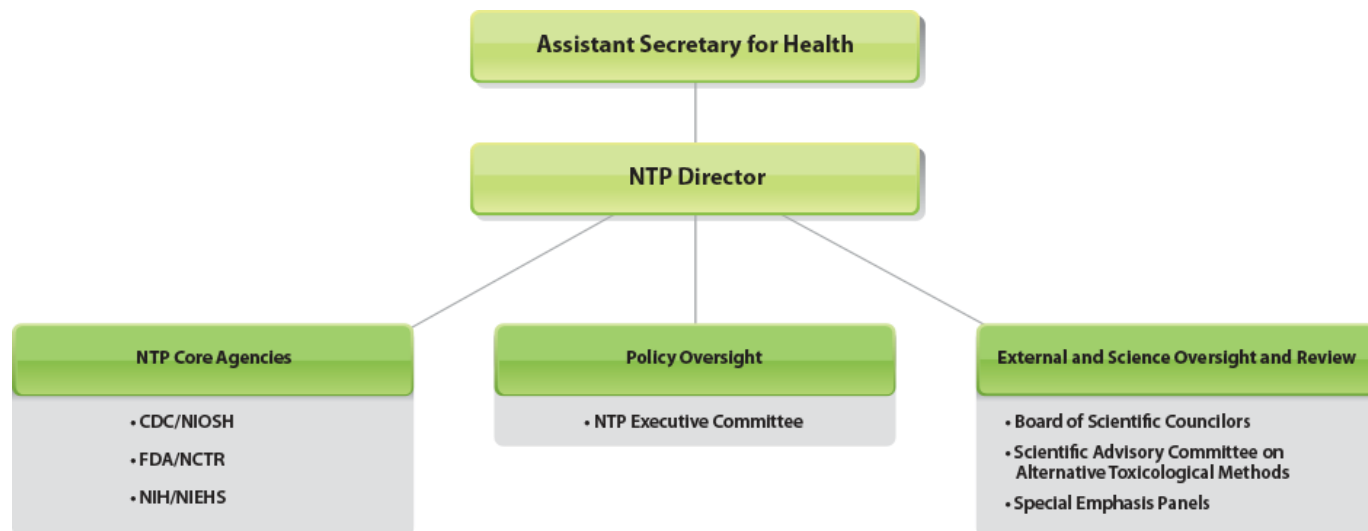 Assistant Secretary for Health
NTP Director
NTP Core Agencies
• CDC/NIOSH
• FDA/NCTR
• NIH/NIEHS
Policy Oversight
• NTP Executive Committee
External and Science Oversight and Review
• Board of Scientific Councilors
• Scientific Advisory Committee on
Alternative Toxicological Methods
• Special Emphasis Panels